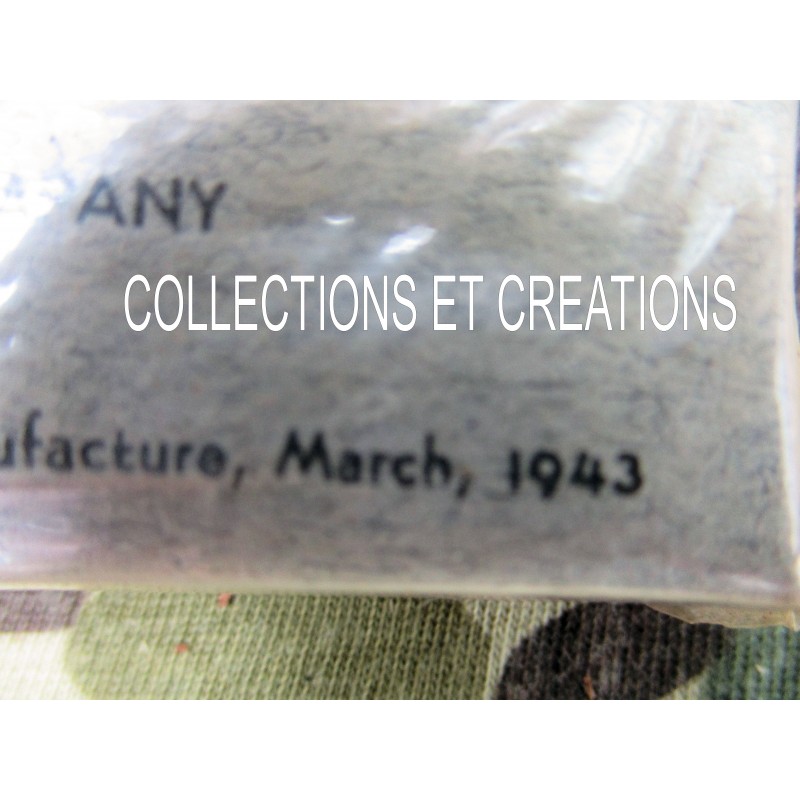 ANY
COLLECTIONS ET CREATIONS
ufacture, March, 1943